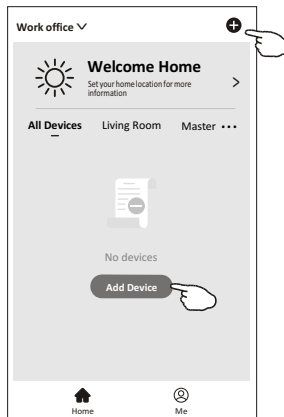 Work office
Welcome Home
Set your home location for more
information
All Devices Living Room Master ...
No devices
Add Device
Home Me